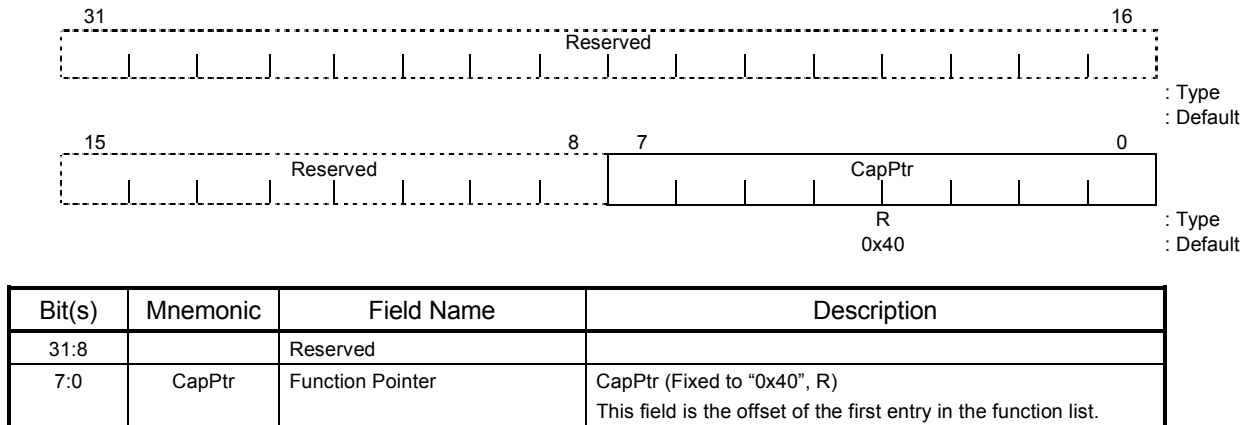 31 16
Reserved
: Type
: Default
15 8 7 0
Reserved CapPtr
R : Type
0x40 : Default
Bit(s) Mnemonic Field Name Description
31:8 Reserved
7:0 CapPtr Function Pointer CapPtr (Fixed to “0x40”, R)
This field is the offset of the first entry in the function list.